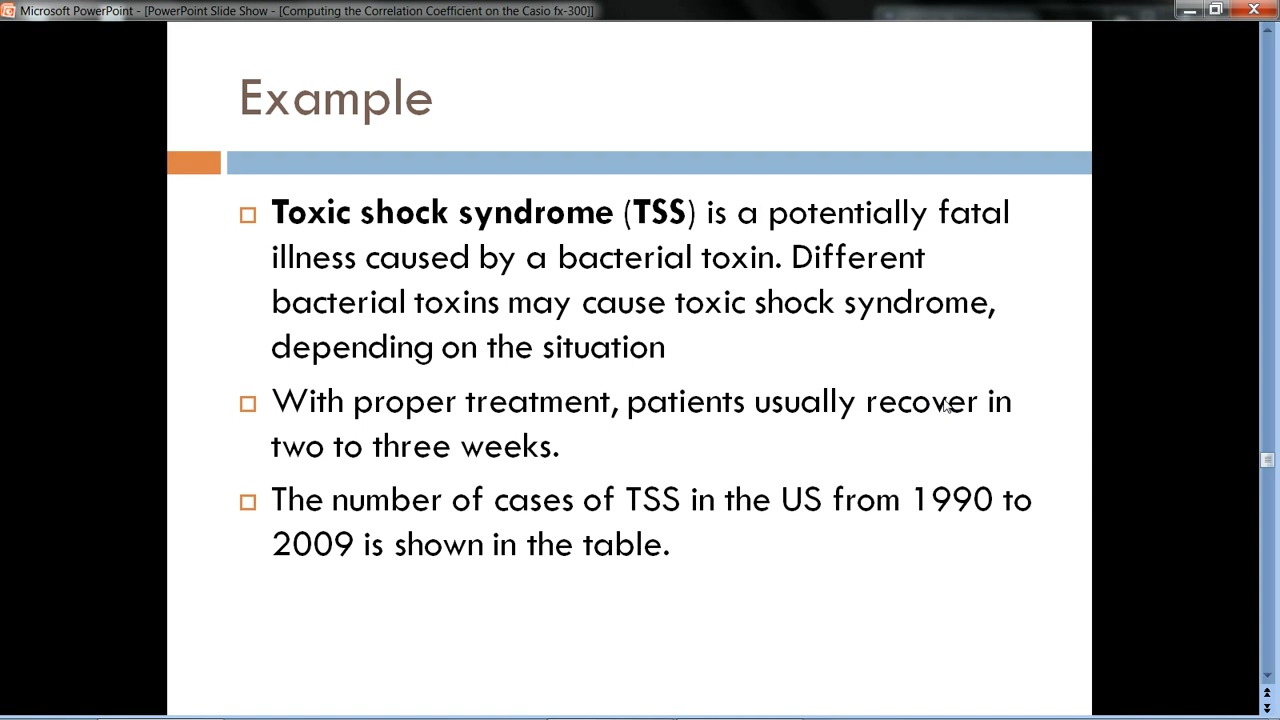 Microsoft PowerPoint - [PowerPoint Slide Show - [Computing the Correlation Coefficient on the Casio fx-300]]
Example
Toxic shock syndrome (TSS) is a potentially fatal
illness caused by a bacterial toxin. Different
bacterial toxins may cause toxic shock syndrome,
depending on the situation
With proper treatment, patients usually recover in
two to three weeks.
The number of cases of TSS in the US from 1990 to
2009 is shown in the table.